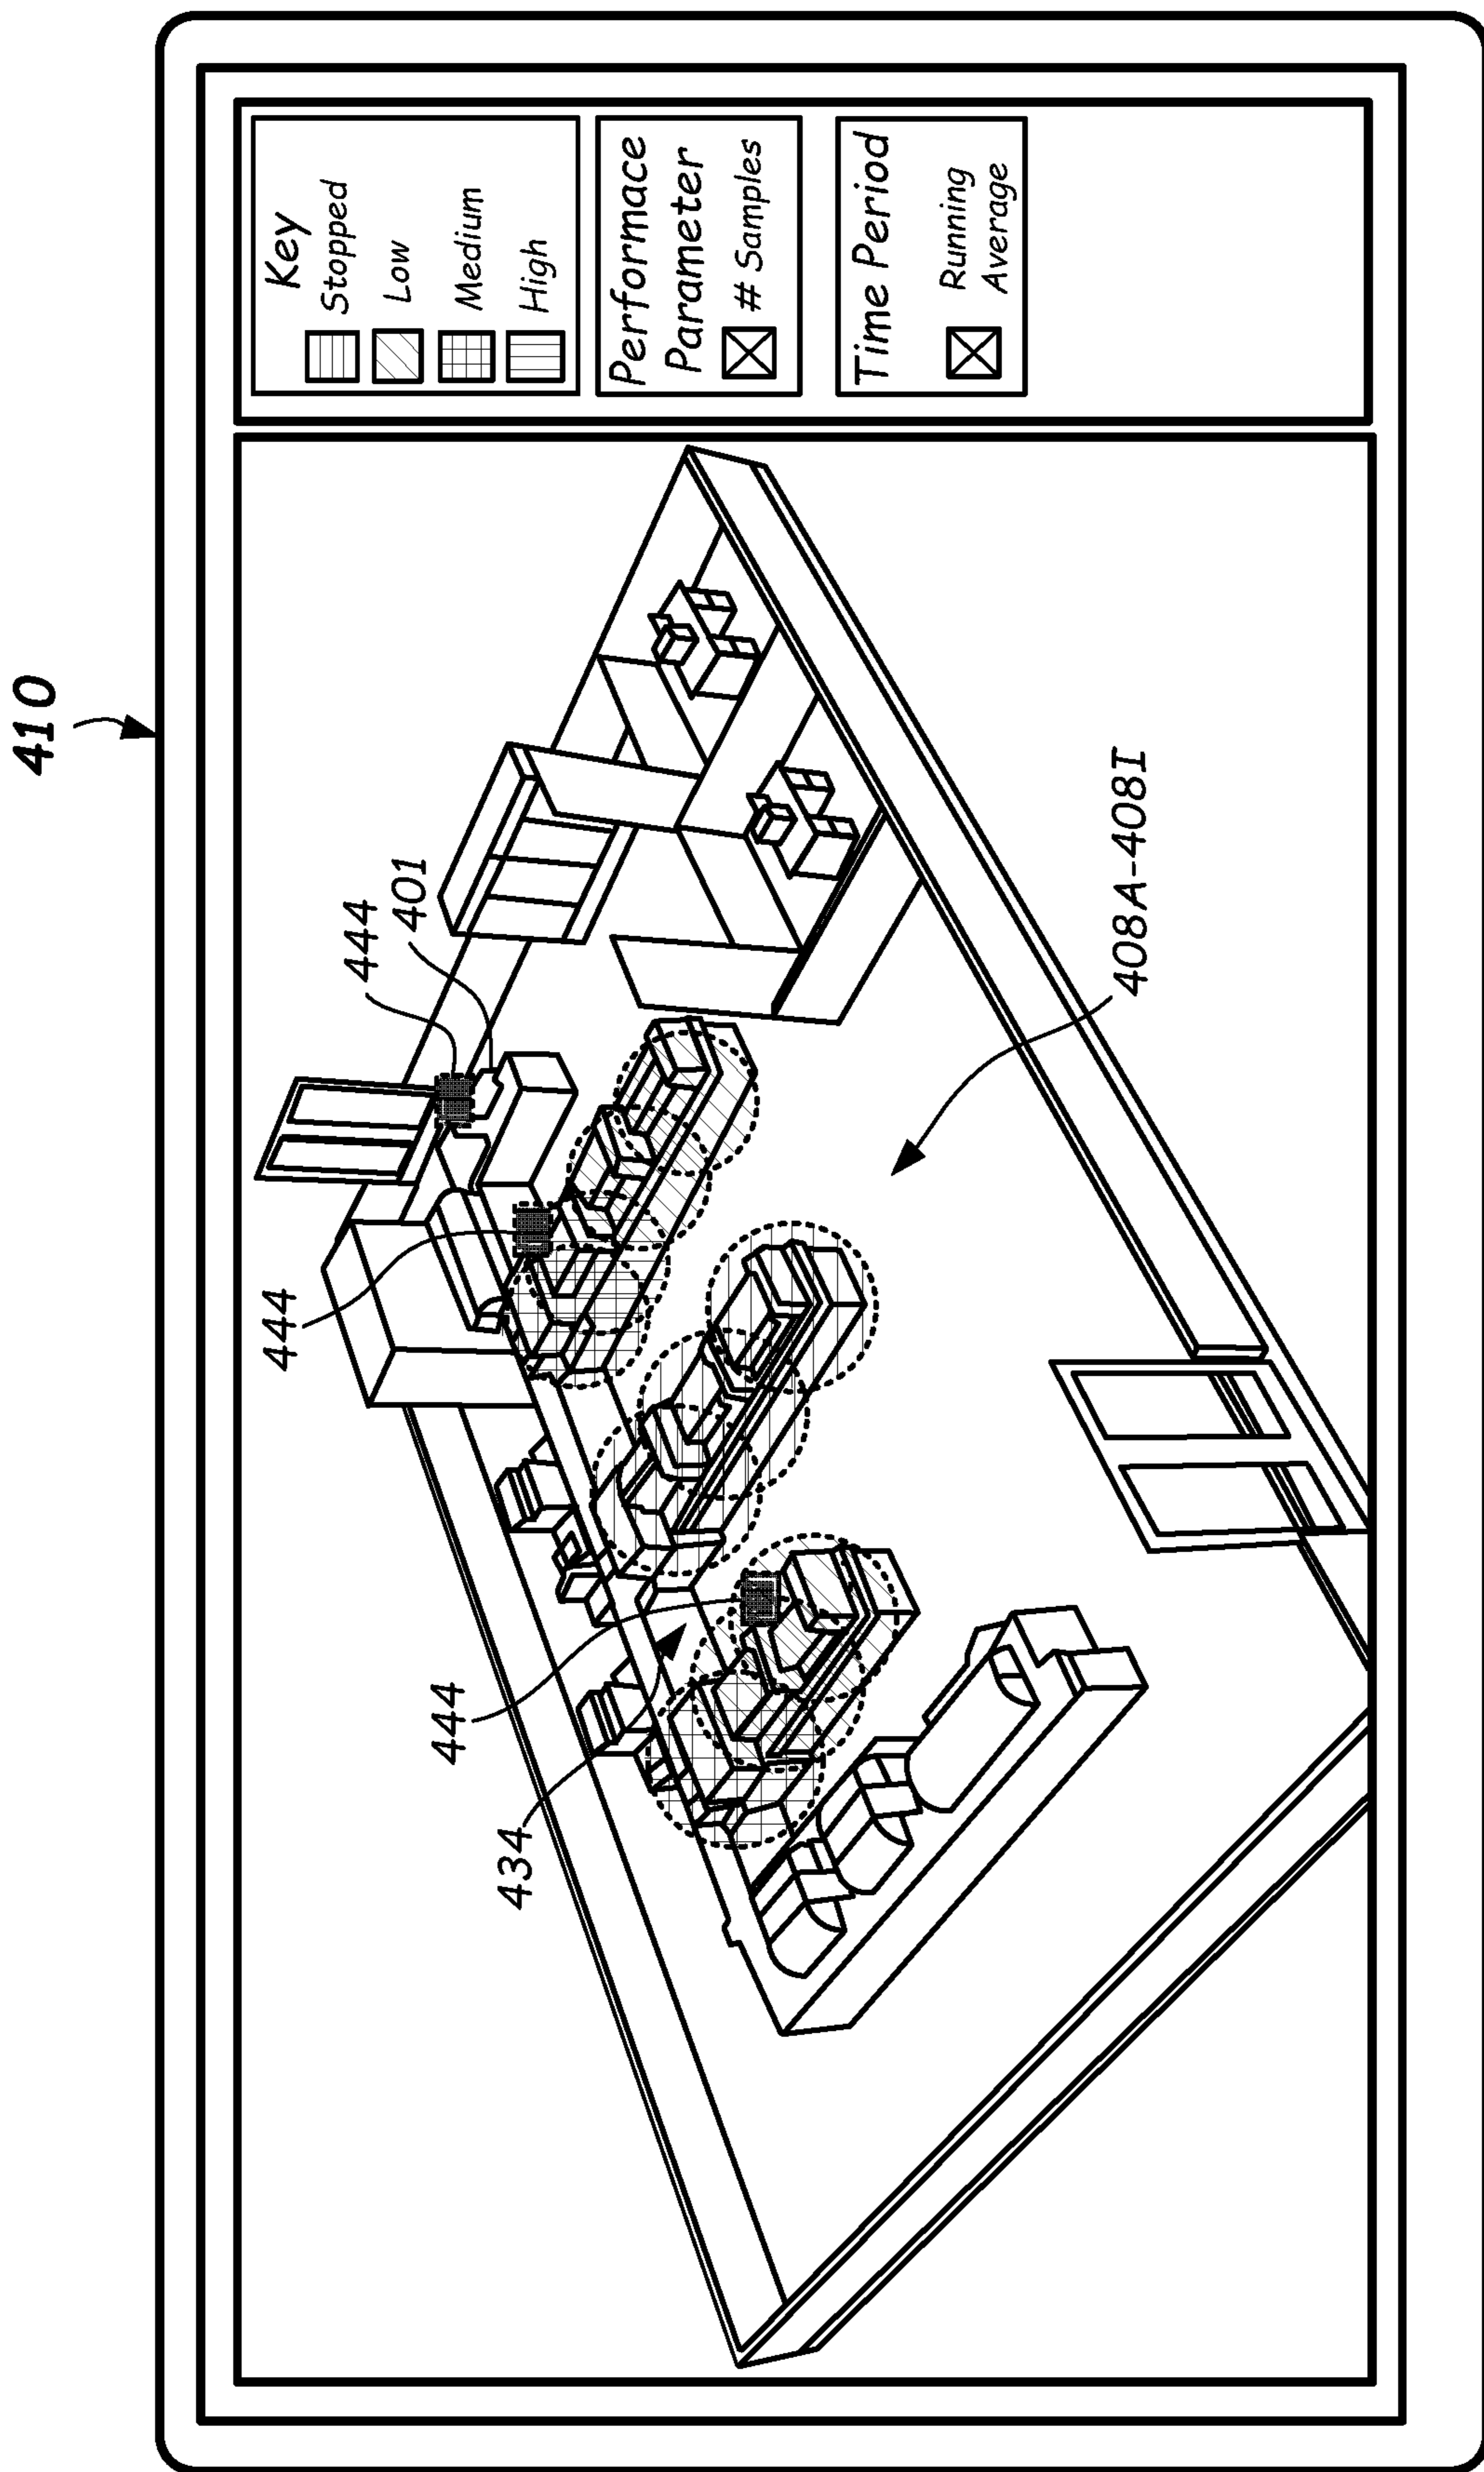 410
Key
Stopped
Low
Medium
High
Performace
Parameter
# Samples
Time Period
Running
Average
444
401
444
444
434
408A-408I